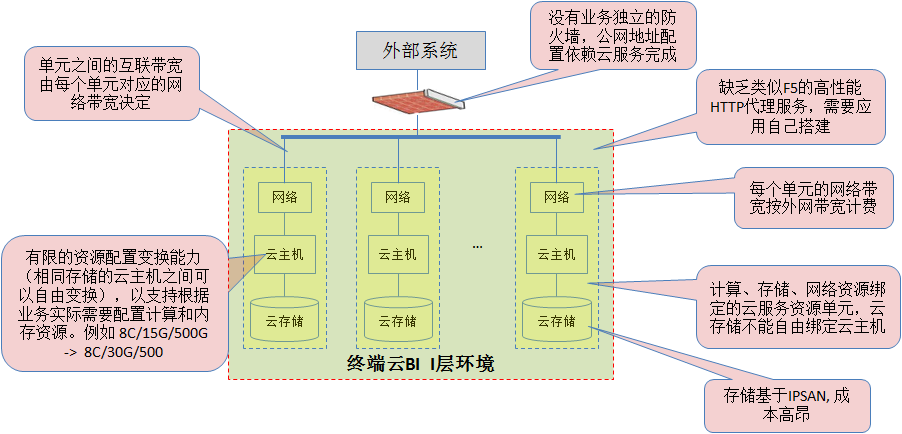 没有业务独立的防
火墙，公网地址配
置依赖云服务完成
外部系统
单元之间的互联带宽
由每个单元对应的网
络带宽决定
缺乏类似F5的高性能
HTTP代理服务，需要应
用自己搭建
每个单元的网络带
宽按外网带宽计费
网络
网络
网络
云主机
云主机
...
云主机
有限的资源配置变换能力
（相同存储的云主机之间可
以自由变换），以支持根据
业务实际需要配置计算和内
存资源。例如 8C/15G/500G
-> 8C/30G/500
计算、存储、网络资源绑
定的云服务资源单元，云
存储不能自由绑定云主机
云存储
云存储
云存储
终端云BI I层环境
存储基于IPSAN, 成
本高昂